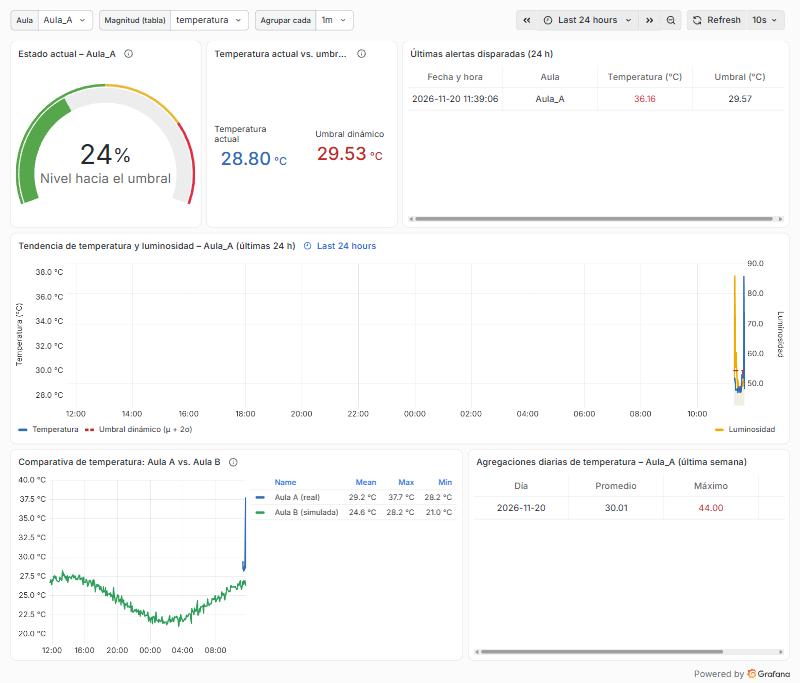 Aula Aula_A Magnitud (tabla) temperatura Agrupar cada 1m Last 24 hours Refresh 10s
Estado actual – Aula_A
24%
Nivel hacia el umbral
Temperatura actual vs. umbr...
Temperatura actual
28.80 °C
Umbral dinámico
29.53 °C
Últimas alertas disparadas (24 h)
Fecha y hora Aula Temperatura (°C) Umbral (°C)
2026-11-20 11:39:06 Aula_A 36.16 29.57
Tendencia de temperatura y luminosidad – Aula_A (últimas 24 h) Last 24 hours
Temperatura (°C)
38.0 °C
36.0 °C
34.0 °C
32.0 °C
30.0 °C
28.0 °C
90.0
80.0
70.0
60.0
50.0
Luminosidad
12:00 14:00 16:00 18:00 20:00 22:00 00:00 02:00 04:00 06:00 08:00 10:00
Temperatura Umbral dinámico (μ + 2σ) Luminosidad
Comparativa de temperatura: Aula A vs. Aula B
40.0 °C
37.5 °C
35.0 °C
32.5 °C
30.0 °C
27.5 °C
25.0 °C
22.5 °C
20.0 °C
12:00 16:00 20:00 00:00 04:00 08:00
Name Mean Max Min
Aula A (real) 29.2 °C 37.7 °C 28.2 °C
Aula B (simulada) 24.6 °C 28.2 °C 21.0 °C
Agregaciones diarias de temperatura – Aula_A (última semana)
Día Promedio Máximo
2026-11-20 30.01 44.00
Powered by Grafana